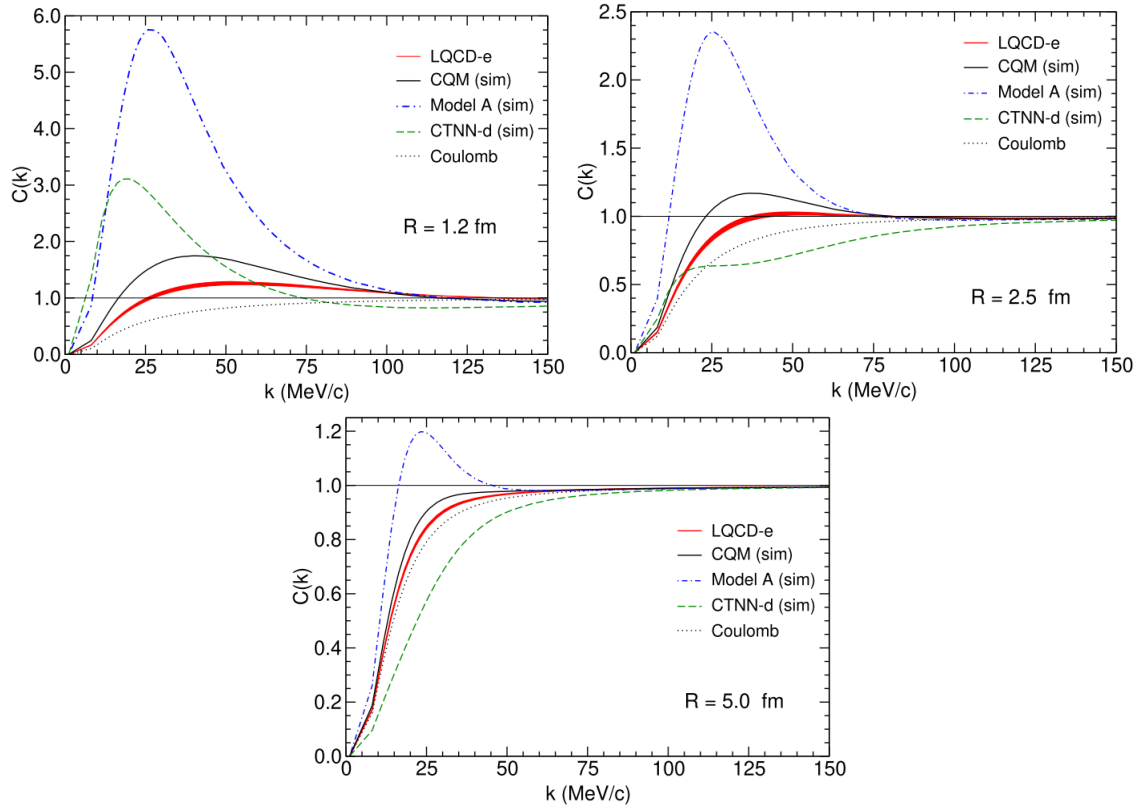 6.0
5.0
4.0
3.0
2.0
1.0
0.0
C(k)
LQCD-e
CQM (sim)
Model A (sim)
CTNN-d (sim)
Coulomb
R = 1.2 fm
0 25 50 75 100 125 150
k (MeV/c)
2.5
2.0
1.5
1.0
0.5
0.0
C(k)
LQCD-e
CQM (sim)
Model A (sim)
CTNN-d (sim)
Coulomb
R = 2.5 fm
0 25 50 75 100 125 150
k (MeV/c)
1.2
1.0
0.8
0.6
0.4
0.2
0.0
C(k)
LQCD-e
CQM (sim)
Model A (sim)
CTNN-d (sim)
Coulomb
R = 5.0 fm
0 25 50 75 100 125 150
k (MeV/c)